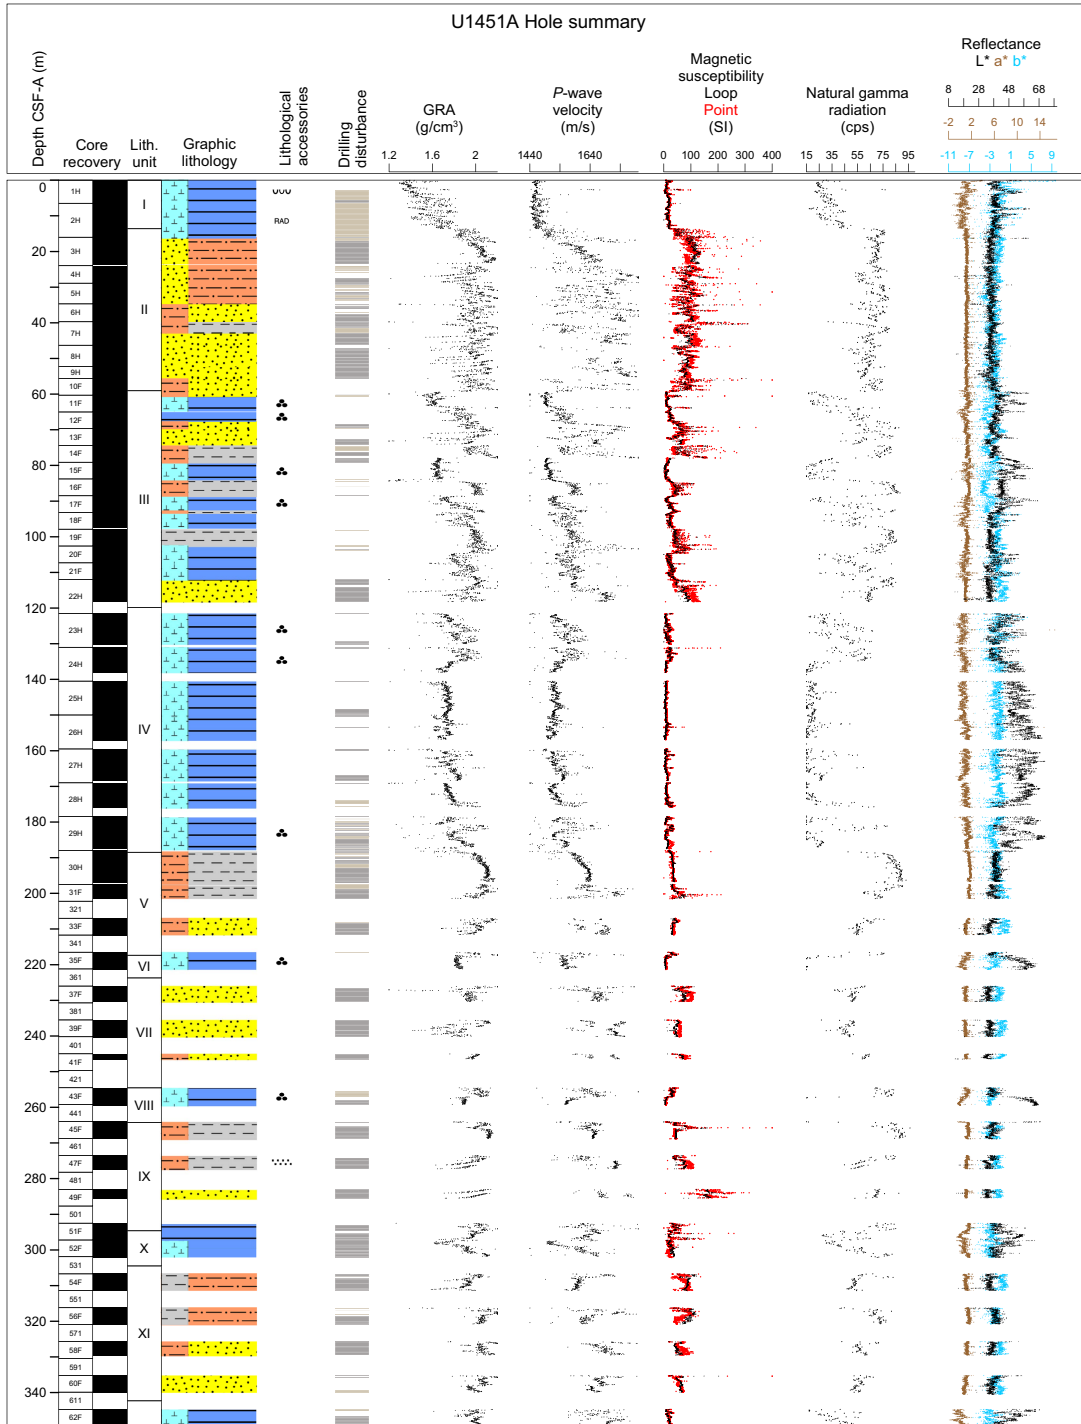 U1451A Hole summary
Depth CSF-A (m)
Core recovery
Lith. unit
Graphic lithology
Lithological accessories
Drilling disturbance
GRA (g/cm³)
1.2 1.6 2
P-wave velocity (m/s)
1440 1640
Magnetic susceptibility
Loop
Point
(SI)
0 100 200 300 400
Natural gamma radiation (cps)
15 35 55 75 95
Reflectance
L* a* b*
8 28 48 68
-2 2 6 10 14
-11 -7 -3 1 5 9
0
20
40
60
80
100
120
140
160
180
200
220
240
260
280
300
320
340
1H
2H
3H
4H
5H
6H
7H
8H
9H
10F
11F
12F
13F
14F
15F
16F
17F
18F
19F
20F
21F
22H
23H
24H
25H
26H
27H
28H
29H
30H
31F
321
33F
341
35F
361
37F
381
39F
401
41F
421
43F
441
45F
461
47F
481
49F
501
51F
52F
531
54F
551
56F
571
58F
591
60F
611
62F
I
II
III
IV
V
VI
VII
VIII
IX
X
XI
RAD